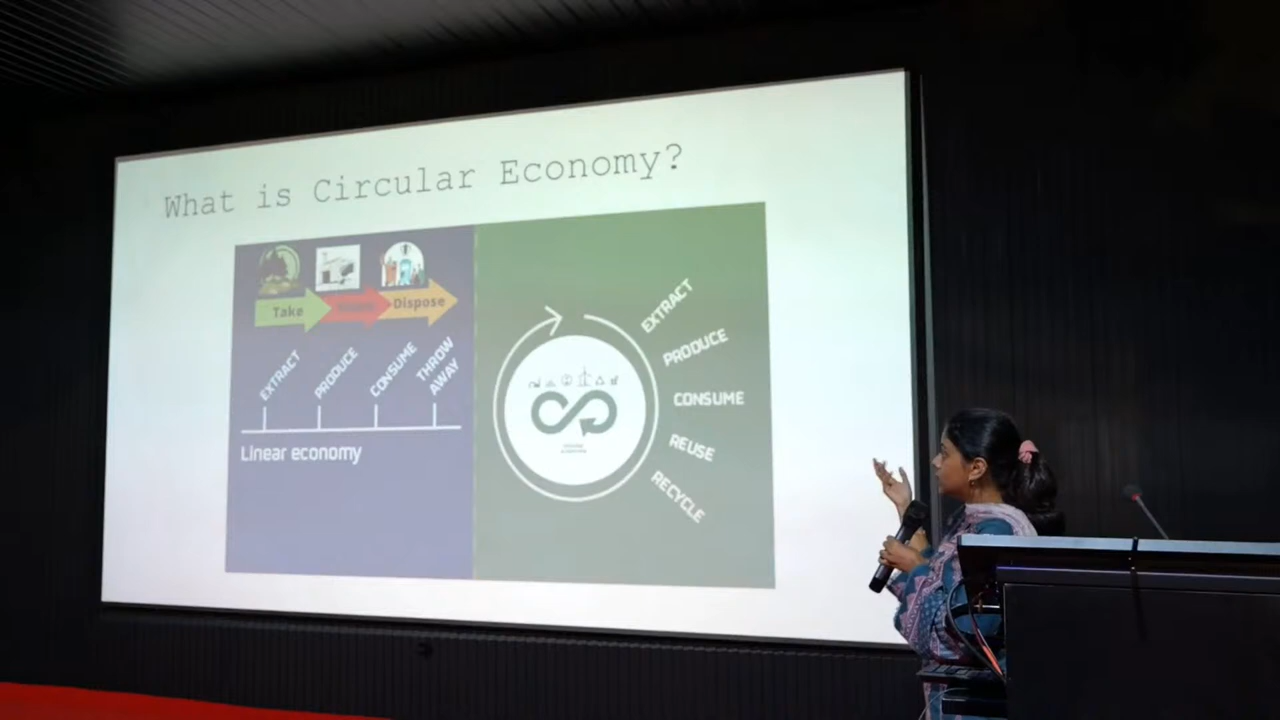 What is Circular Economy?
Take
Dispose
EXTRACT
PRODUCE
CONSUME
THROW
AWAY
Linear economy
EXTRACT
PRODUCE
CONSUME
REUSE
RECYCLE